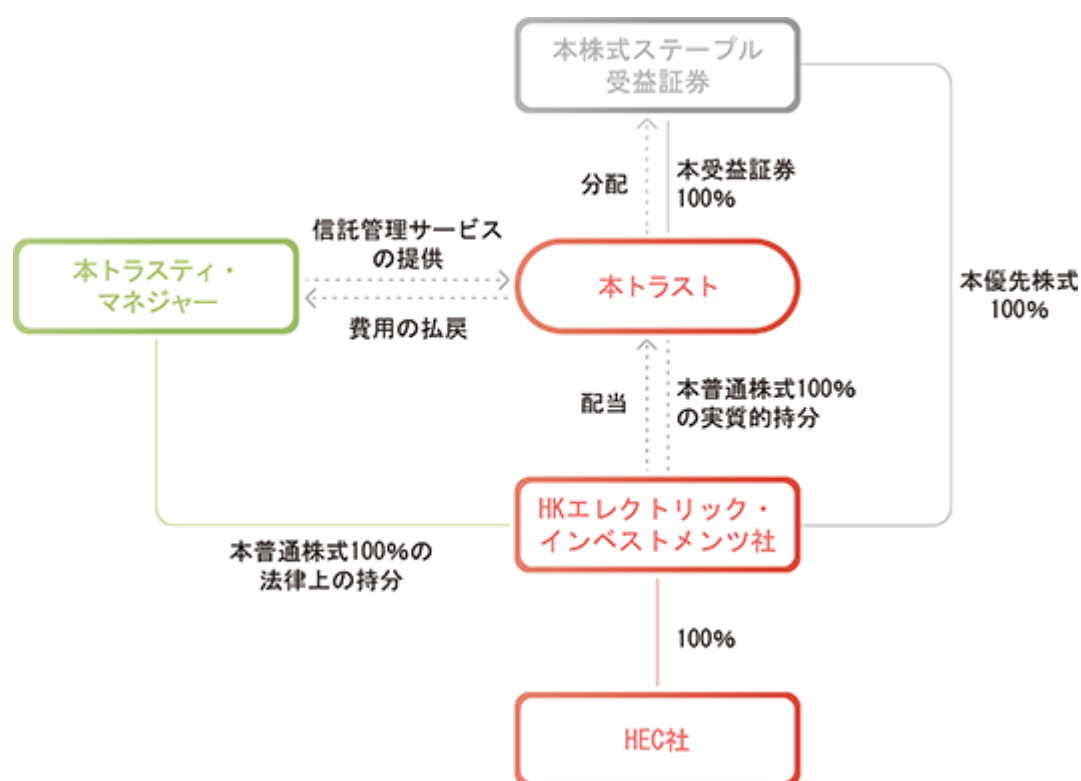 本株式ステープル
受益証券
分配
本受益証券
100%
信託管理サービス
の提供
本トラスティ・
マネジャー
本トラスト
本優先株式
100%
費用の払戻
配当
本普通株式100%
の実質的持分
HKエレクトリック・
インベストメンツ社
本普通株式100%の
法律上の持分
100%
HEC社